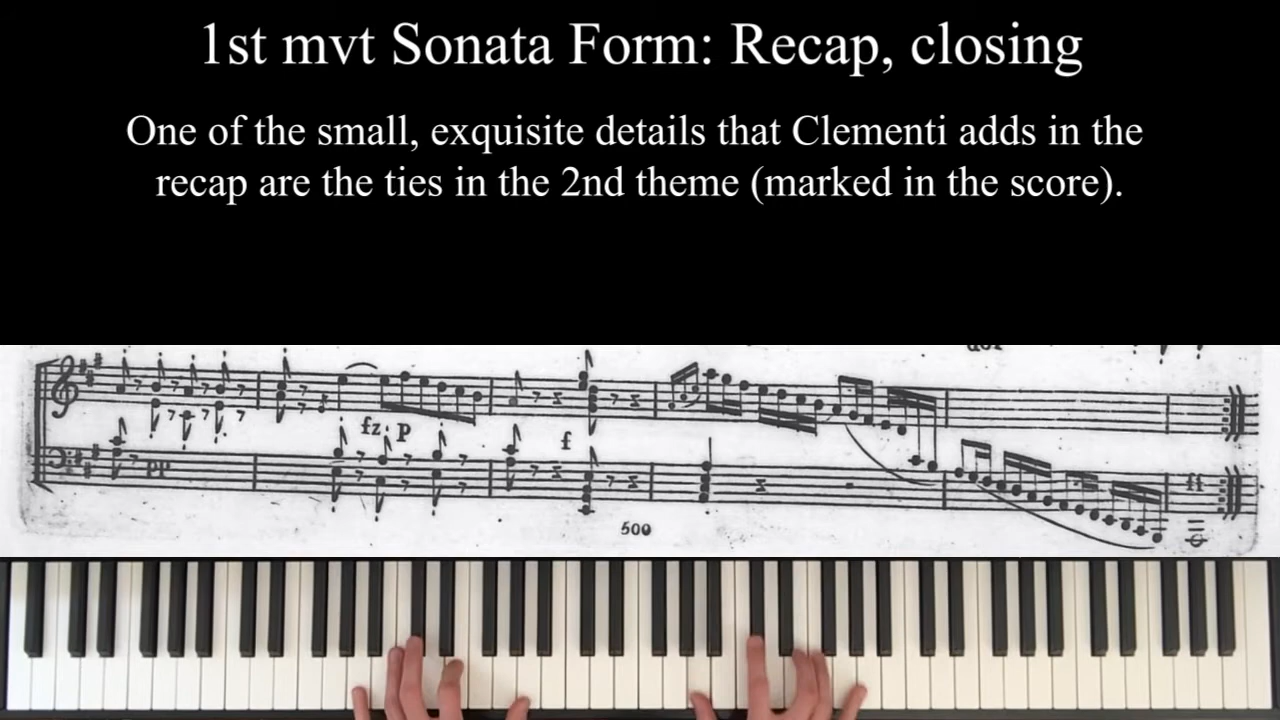 1st mvt Sonata Form: Recap, closing
One of the small, exquisite details that Clementi adds in the
recap are the ties in the 2nd theme (marked in the score).
fz p
pp
f
ff
500